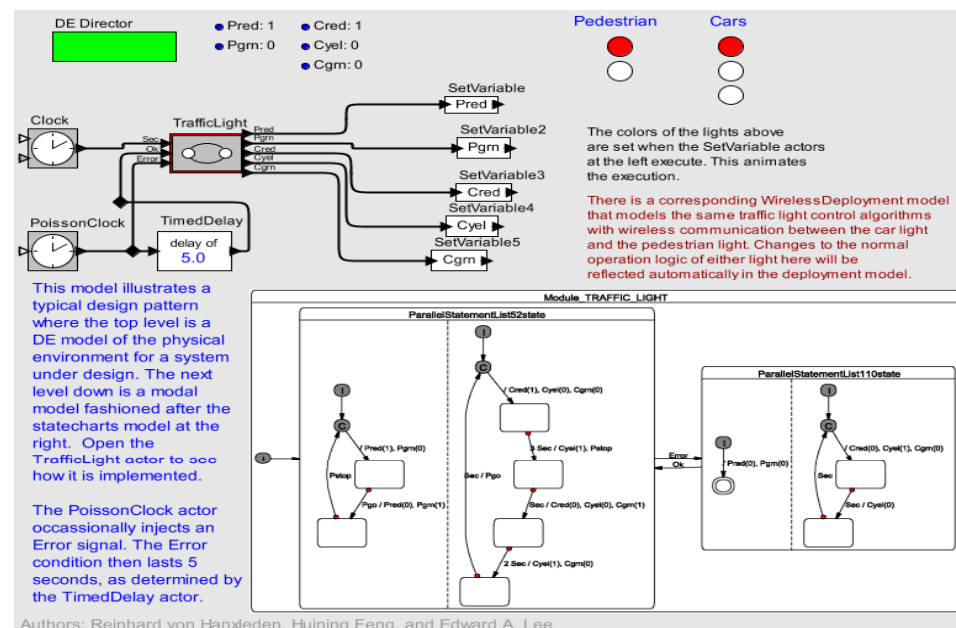 DE Director
Pred: 1
Cred: 1
Pgrn: 0
Cyel: 0
Cgrn: 0
Pedestrian
Cars
Clock
TrafficLight
Sec
Ok
Error
Pred
Pgrn
Cred
Cyel
Cgrn
SetVariable
Pred
SetVariable2
Pgrn
SetVariable3
Cred
SetVariable4
Cyel
SetVariable5
Cgrn
PoissonClock
TimedDelay
delay of
5.0
The colors of the lights above
are set when the SetVariable actors
at the left execute. This animates
the execution.
There is a corresponding WirelessDeployment model
that models the same traffic light control algorithms
with wireless communication between the car light
and the pedestrian light. Changes to the normal
operation logic of either light here will be
reflected automatically in the deployment model.
This model illustrates a
typical design pattern
where the top level is a
DE model of the physical
environment for a system
under design. The next
level down is a modal
model fashioned after the
statecharts model at the
right. Open the
TrafficLight actor to see
how it is implemented.
The PoissonClock actor
occassionally injects an
Error signal. The Error
condition then lasts 5
seconds, as determined by
the TimedDelay actor.
Module_TRAFFIC_LIGHT
I
ParallelStatementList52state
I
C
/ Pred(1), Pgrn(0)
Pstop
Pgo / Pred(0), Pgrn(1)
I
C
/ Cred(1), Cyel(0), Cgrn(0)
3 Sec / Cyel(1), Pstop
Sec / Pgo
Sec / Cred(0), Cyel(0), Cgrn(1)
2 Sec / Cyel(1), Cgrn(0)
Error
Ok
ParallelStatementList110state
I
/ Pred(0), Pgrn(0)
I
C
/ Cred(0), Cyel(1), Cgrn(0)
Sec
Sec / Cyel(0)
Authors: Reinhard von Hanxleden, Huining Feng, and Edward A. Lee